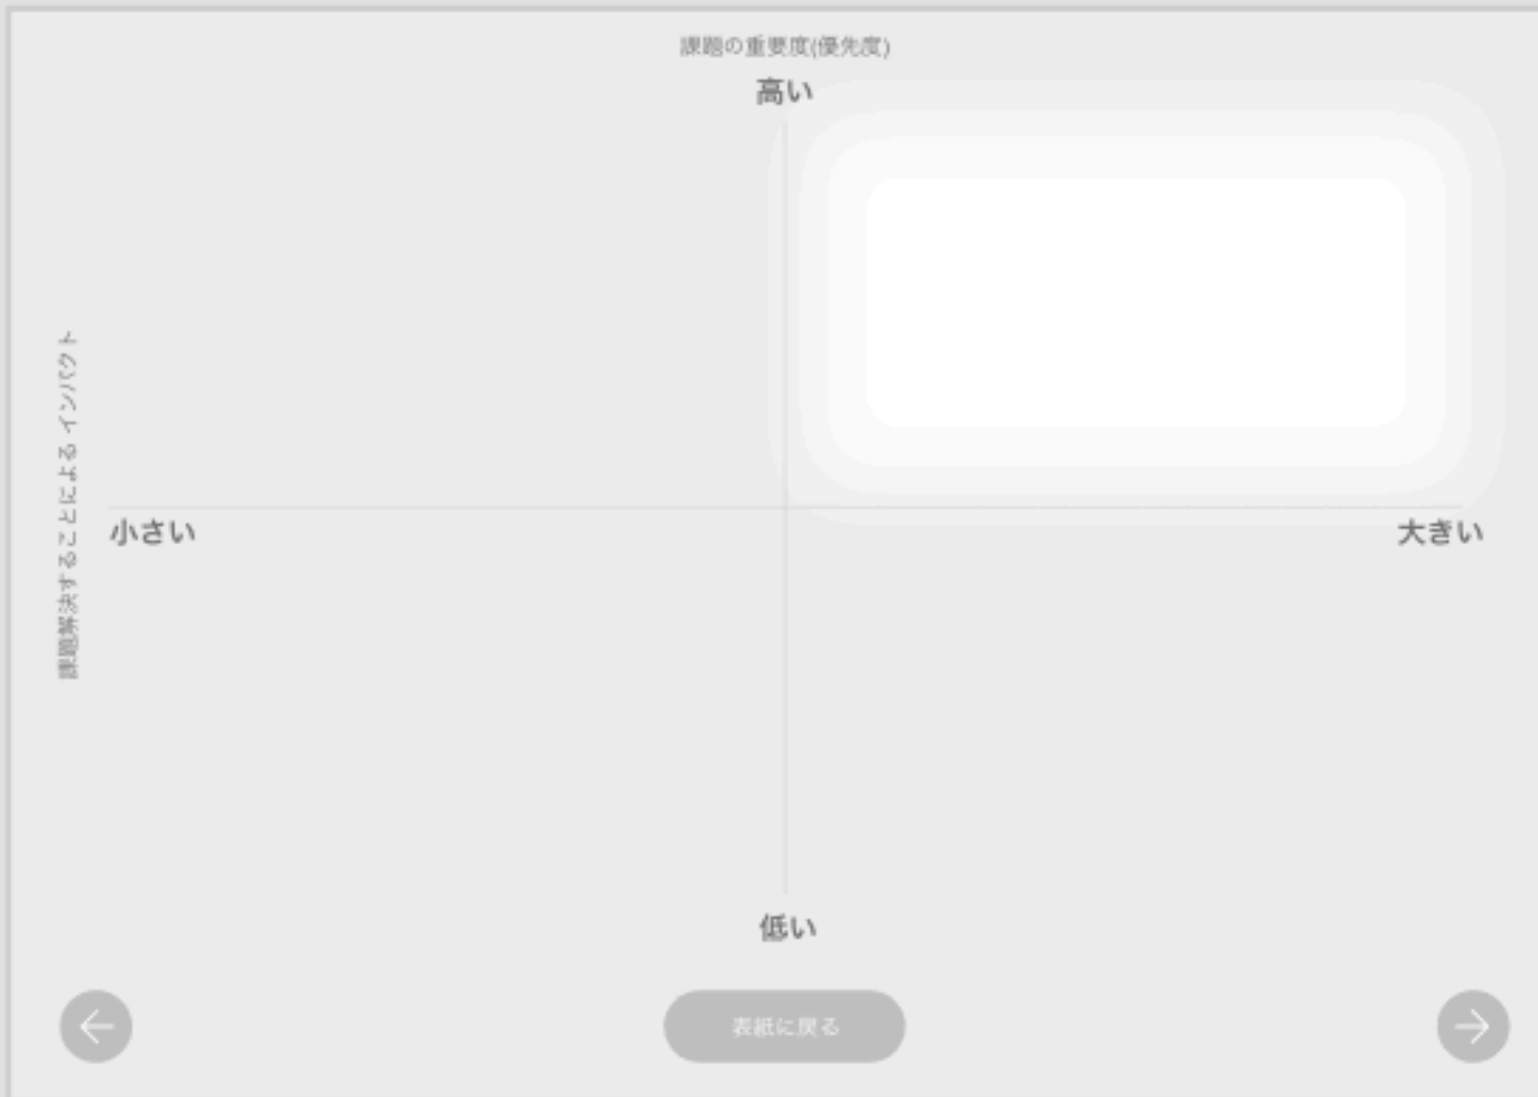 課題の重要度(優先度)
高い
課題解決することによる インパクト
小さい
大きい
低い
表紙に戻る